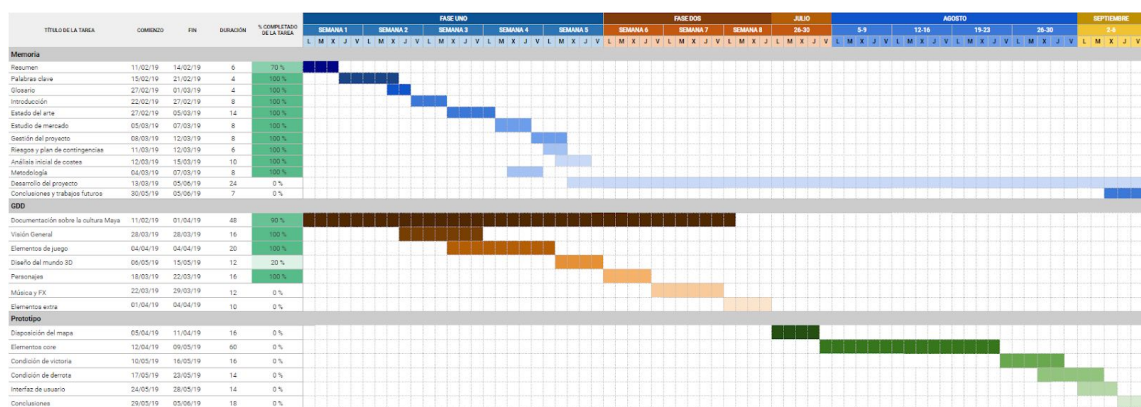 FASE UNO FASE DOS JULIO AGOSTO SEPTIEMBRE
TÍTULO DE LA TAREA COMIENZO FIN DURACIÓN % COMPLETADO DE LA TAREA SEMANA 1 SEMANA 2 SEMANA 3 SEMANA 4 SEMANA 5 SEMANA 6 SEMANA 7 SEMANA 8 26-30 5-9 12-16 19-23 26-30 2-6
L M X J V L M X J V L M X J V L M X J V L M X J V L M X J V L M X J V L M X J L M X J V L M X J V L M X J V L M X J V L M X J V L M X J V
Memoria
Resumen 11/02/19 14/02/19 6 70 %
Palabras clave 15/02/19 21/02/19 4 100 %
Glosario 27/02/19 01/03/19 4 100 %
Introducción 22/02/19 27/02/19 8 100 %
Estado del arte 27/02/19 05/03/19 14 100 %
Estudio de mercado 05/03/19 07/03/19 8 100 %
Gestión del proyecto 08/03/19 12/03/19 8 100 %
Riesgos y plan de contingencias 11/03/19 12/03/19 6 100 %
Análisis inicial de costes 12/03/19 15/03/19 10 100 %
Metodología 04/03/19 07/03/19 8 100 %
Desarrollo del proyecto 13/03/19 05/06/19 24 0 %
Conclusiones y trabajos futuros 30/05/19 05/06/19 7 0 %
GDD
Documentación sobre la cultura Maya 11/02/19 01/04/19 48 90 %
Visión General 28/03/19 28/03/19 16 100 %
Elementos de juego 04/04/19 04/04/19 20 100 %
Diseño del mundo 3D 06/05/19 15/05/19 12 20 %
Personajes 18/03/19 22/03/19 16 100 %
Música y FX 22/03/19 29/03/19 12 0 %
Elementos extra 01/04/19 04/04/19 10 0 %
Prototipo
Disposición del mapa 05/04/19 11/04/19 16 0 %
Elementos core 12/04/19 09/05/19 60 0 %
Condición de victoria 10/05/19 16/05/19 16 0 %
Condición de derrota 17/05/19 23/05/19 14 0 %
Interfaz de usuario 24/05/19 28/05/19 14 0 %
Conclusiones 29/05/19 05/06/19 18 0 %